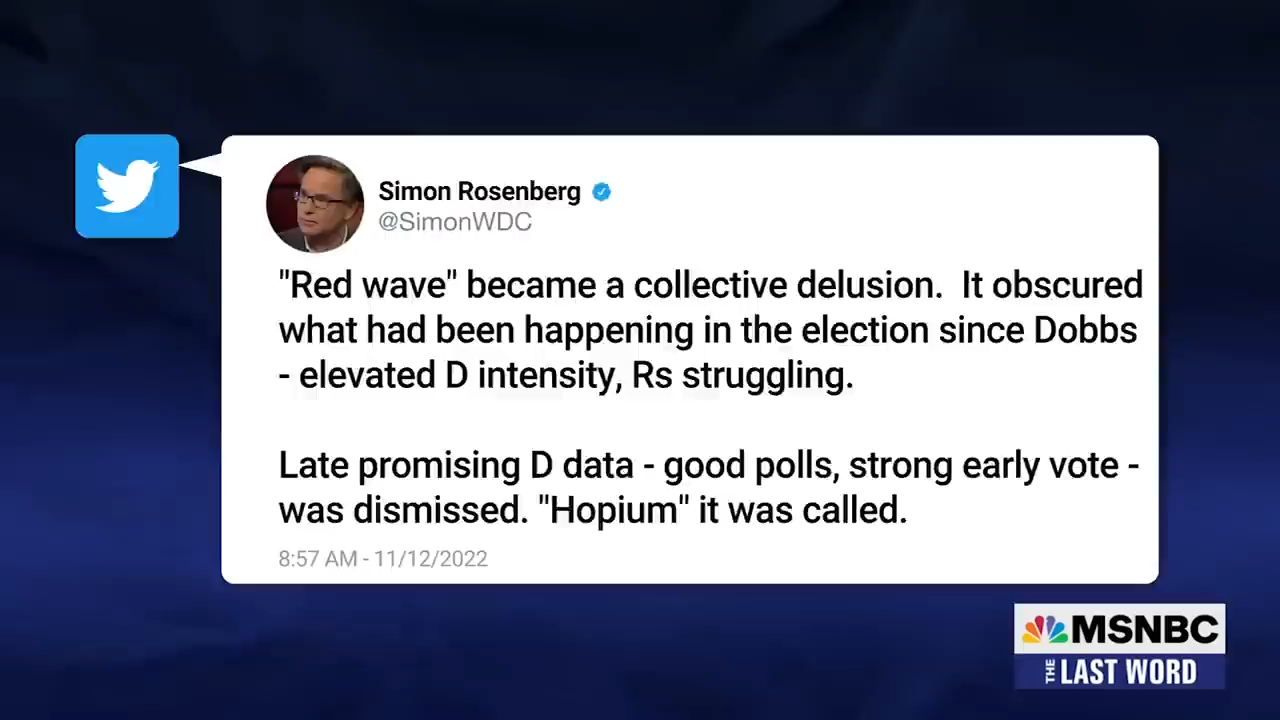 Simon Rosenberg
@SimonWDC
"Red wave" became a collective delusion.  It obscured
what had been happening in the election since Dobbs
- elevated D intensity, Rs struggling.
Late promising D data - good polls, strong early vote -
was dismissed. "Hopium" it was called.
8:57 AM - 11/12/2022
MSNBC
THE LAST WORD